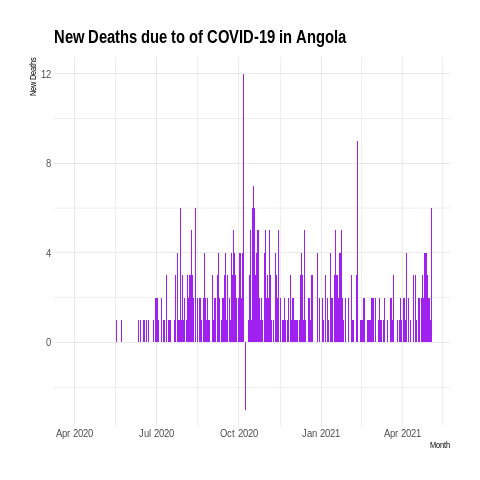 New Deaths due to of COVID-19 in Angola
New Deaths
12
8
4
0
Apr 2020 Jul 2020 Oct 2020 Jan 2021 Apr 2021
Month